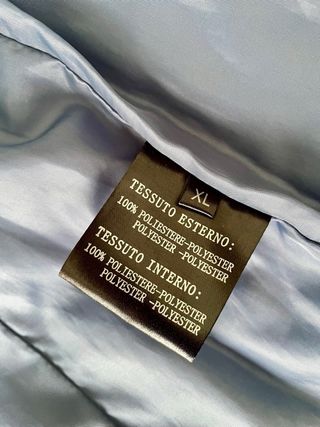 XL
TESSUTO ESTERNO:
100% POLIESTERE-POLYESTER
POLYESTER -POLYESTER
TESSUTO INTERNO:
100% POLIESTERE-POLYESTER
POLYESTER -POLYESTER